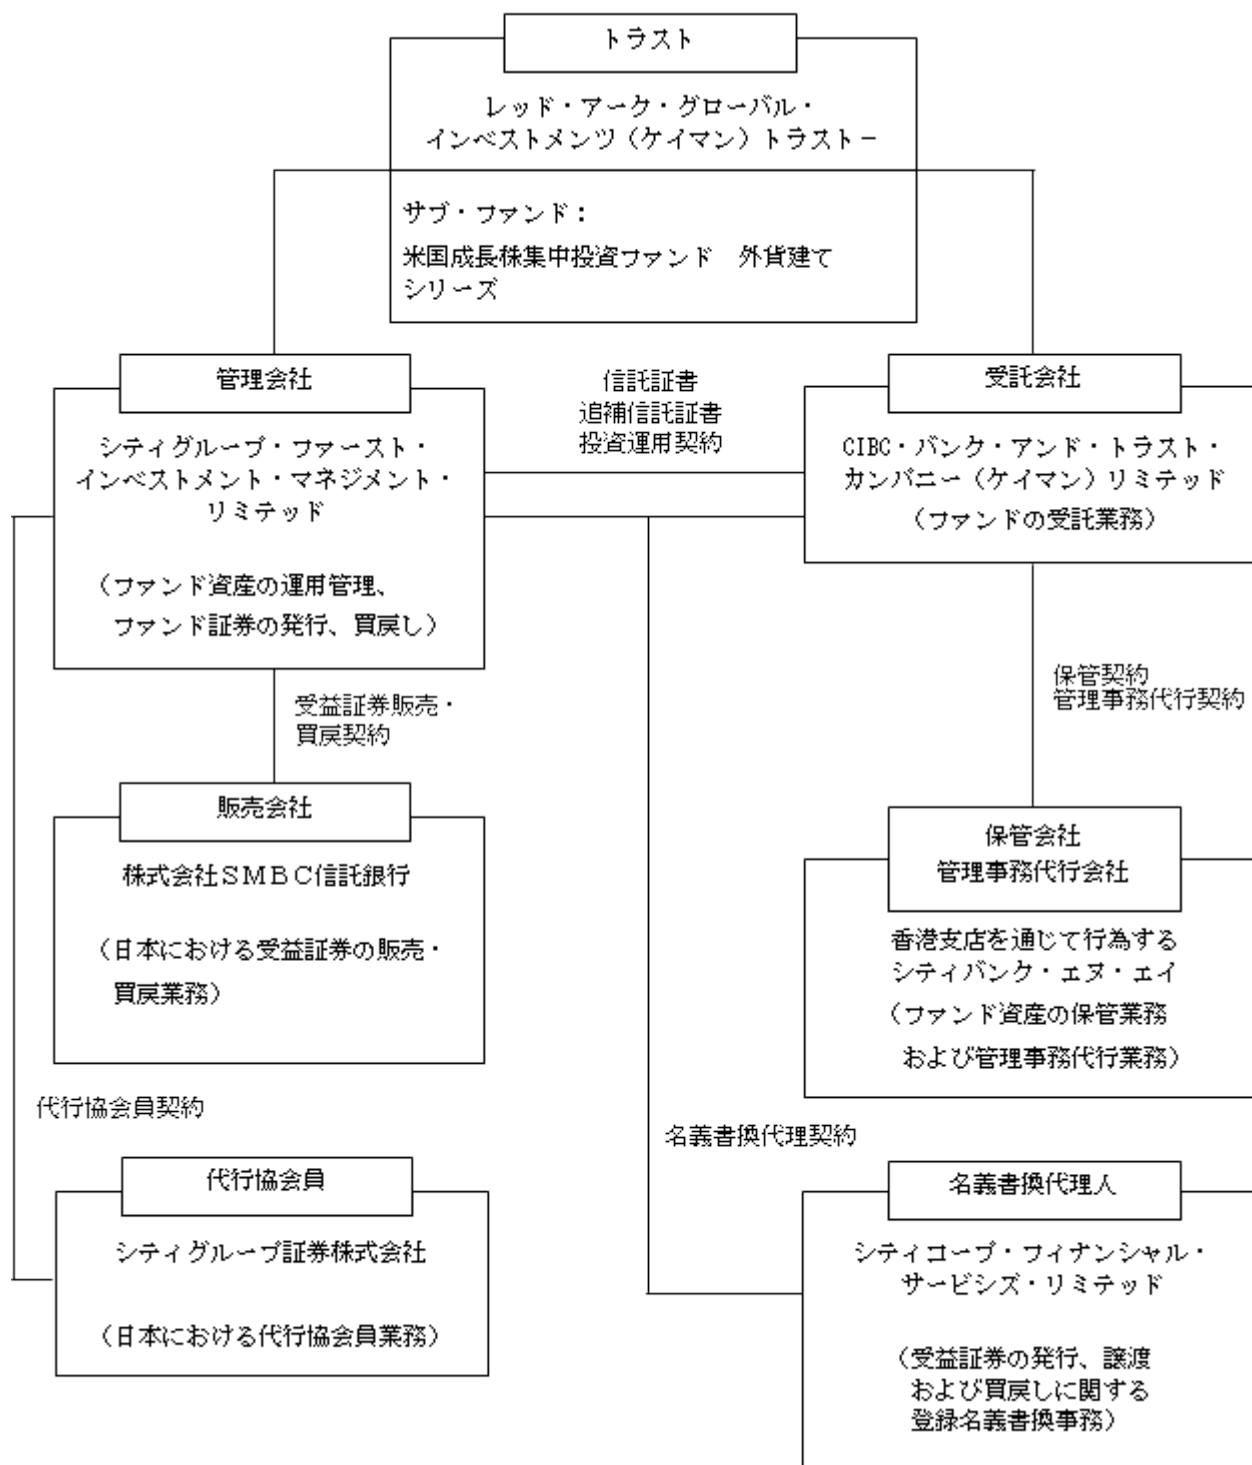 トラスト
レッド・アーク・グローバル・
インベストメンツ(ケイマン)トラスト-
サブ・ファンド:
米国成長株集中投資ファンド 外貨建て
シリーズ
管理会社
シティグループ・ファースト・
インベストメント・マネジメント・
リミテッド
(ファンド資産の運用管理、
ファンド証券の発行、買戻し)
信託証書
追補信託証書
投資運用契約
受託会社
CIBC・バンク・アンド・トラスト・
カンパニー(ケイマン)リミテッド
(ファンドの受託業務)
受益証券販売・
買戻契約
保管契約
管理事務代行契約
販売会社
株式会社SMBC信託銀行
(日本における受益証券の販売・
買戻業務)
保管会社
管理事務代行会社
香港支店を通じて行為する
シティバンク・エヌ・エイ
(ファンド資産の保管業務
および管理事務代行業務)
代行協会員契約
名義書換代理契約
代行協会員
シティグループ証券株式会社
(日本における代行協会員業務)
名義書換代理人
シティコープ・フィナンシャル・
サービシズ・リミテッド
(受益証券の発行、譲渡
および買戻しに関する
登録名義書換事務)